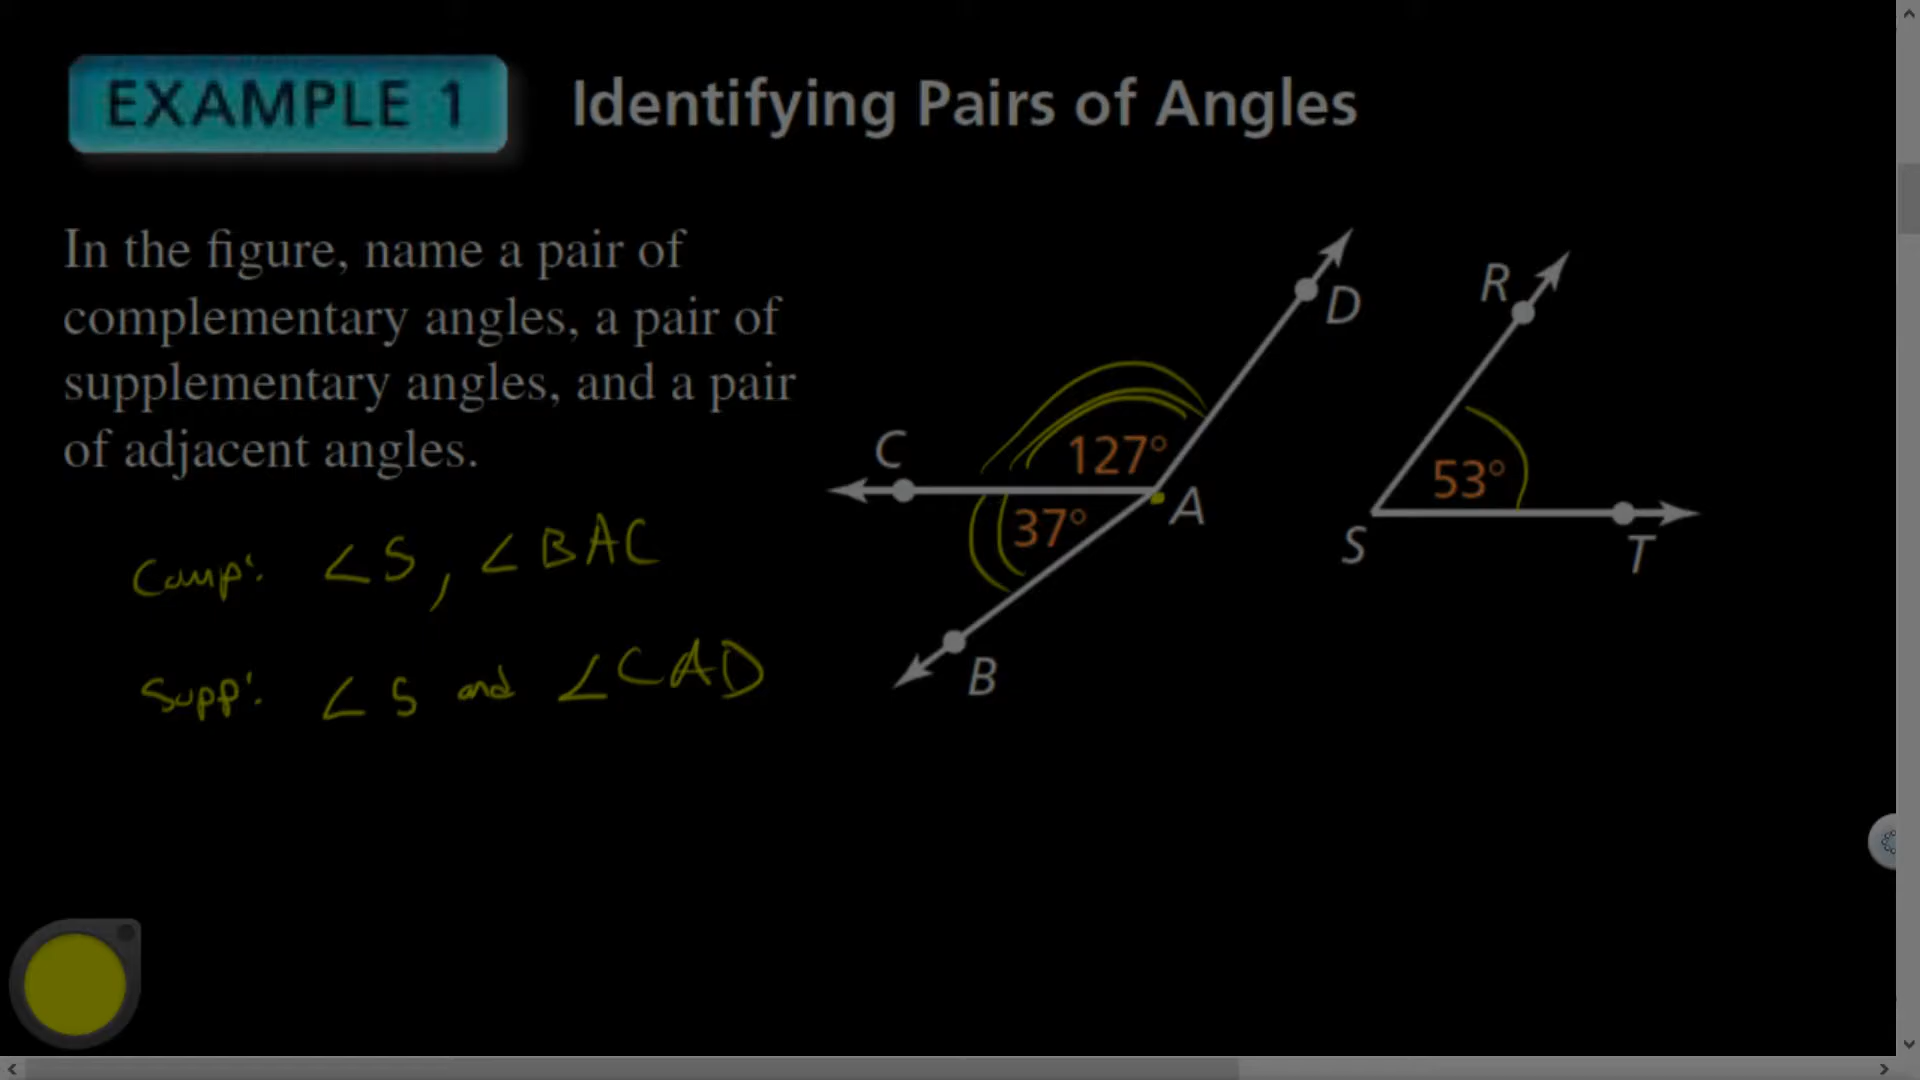 EXAMPLE 1 Identifying Pairs of Angles
In the figure, name a pair of
complementary angles, a pair of
supplementary angles, and a pair
of adjacent angles.
D
R
C
127°
A
53°
37°
S
T
B
Comp: ∠S, ∠BAC
Supp: ∠S and ∠CAD